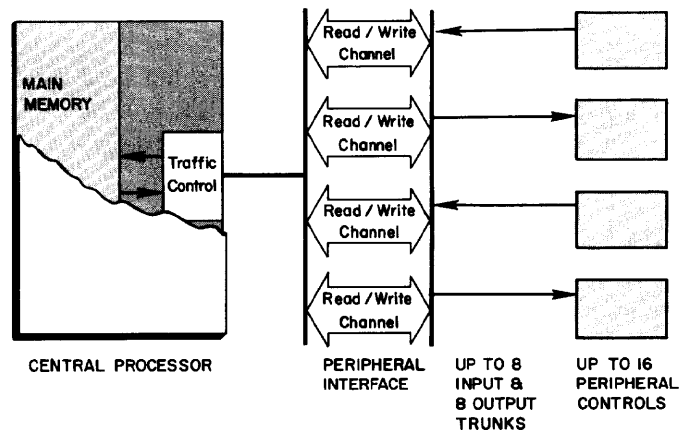 MAIN
MEMORY
Traffic
Control
Read / Write
Channel
Read / Write
Channel
Read / Write
Channel
Read / Write
Channel
CENTRAL PROCESSOR
PERIPHERAL
INTERFACE
UP TO 8
INPUT &
8 OUTPUT
TRUNKS
UP TO 16
PERIPHERAL
CONTROLS